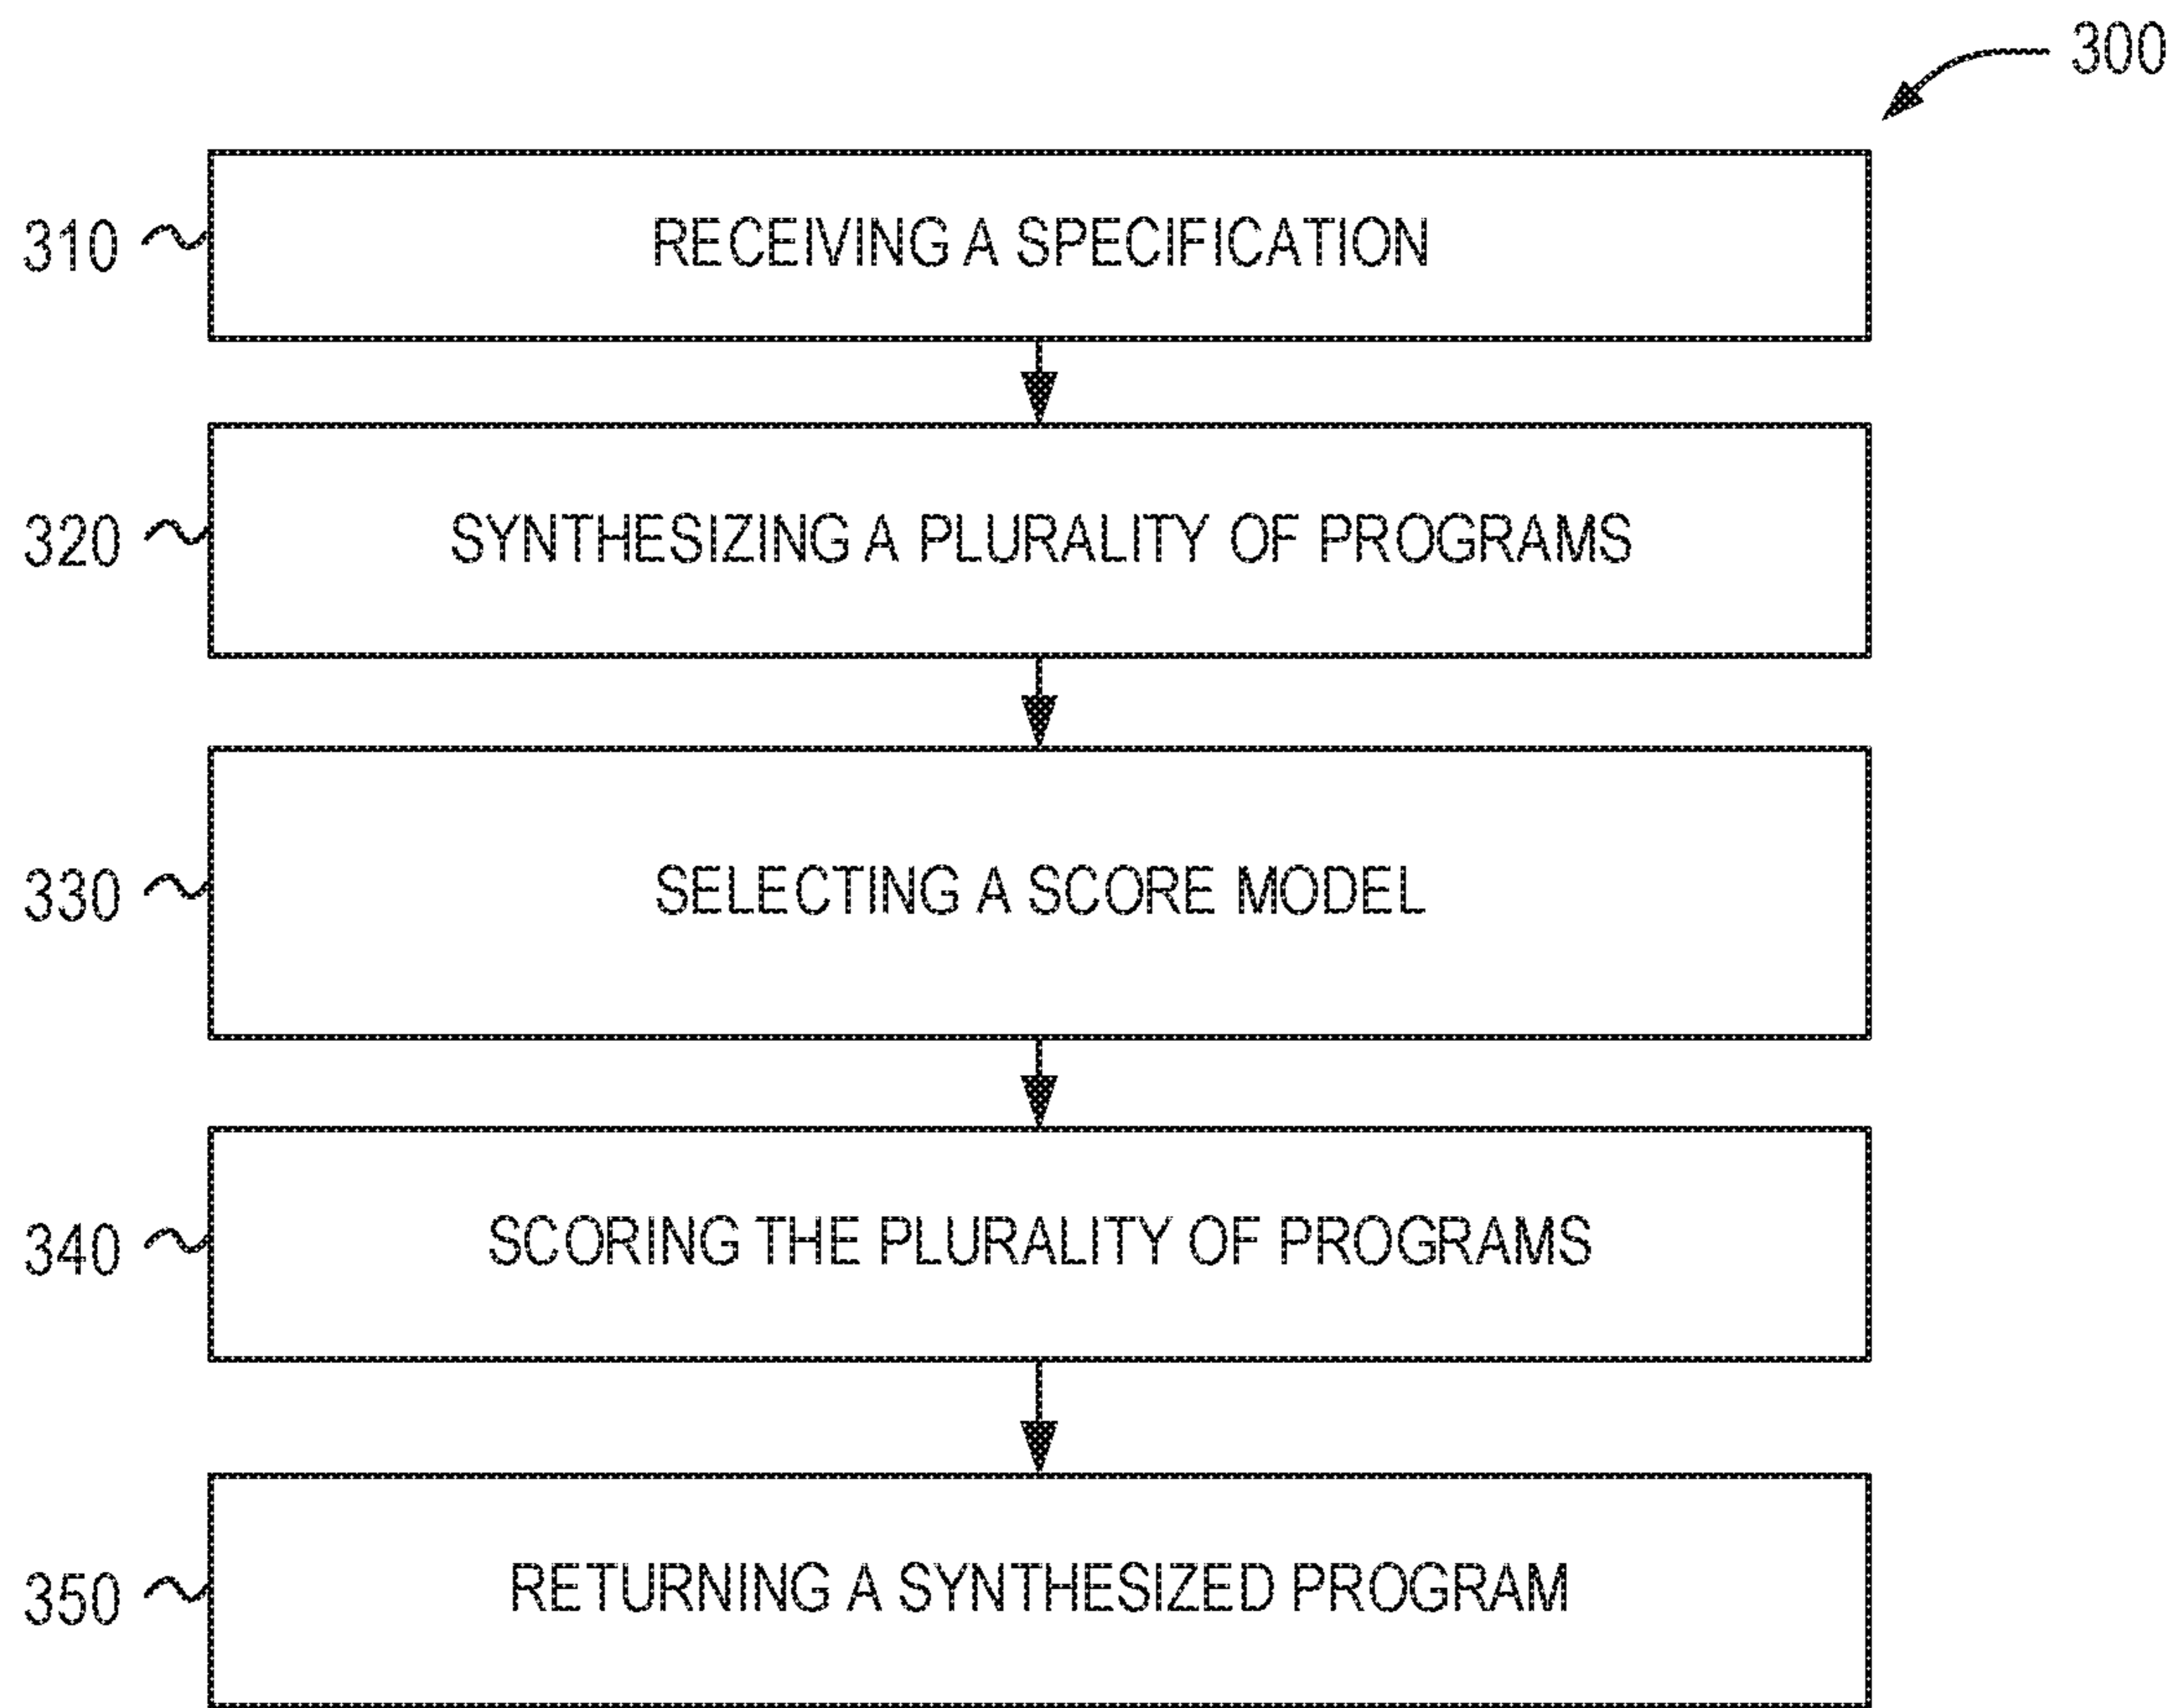 300
310 RECEIVING A SPECIFICATION
320 SYNTHESIZING A PLURALITY OF PROGRAMS
330 SELECTING A SCORE MODEL
340 SCORING THE PLURALITY OF PROGRAMS
350 RETURNING A SYNTHESIZED PROGRAM